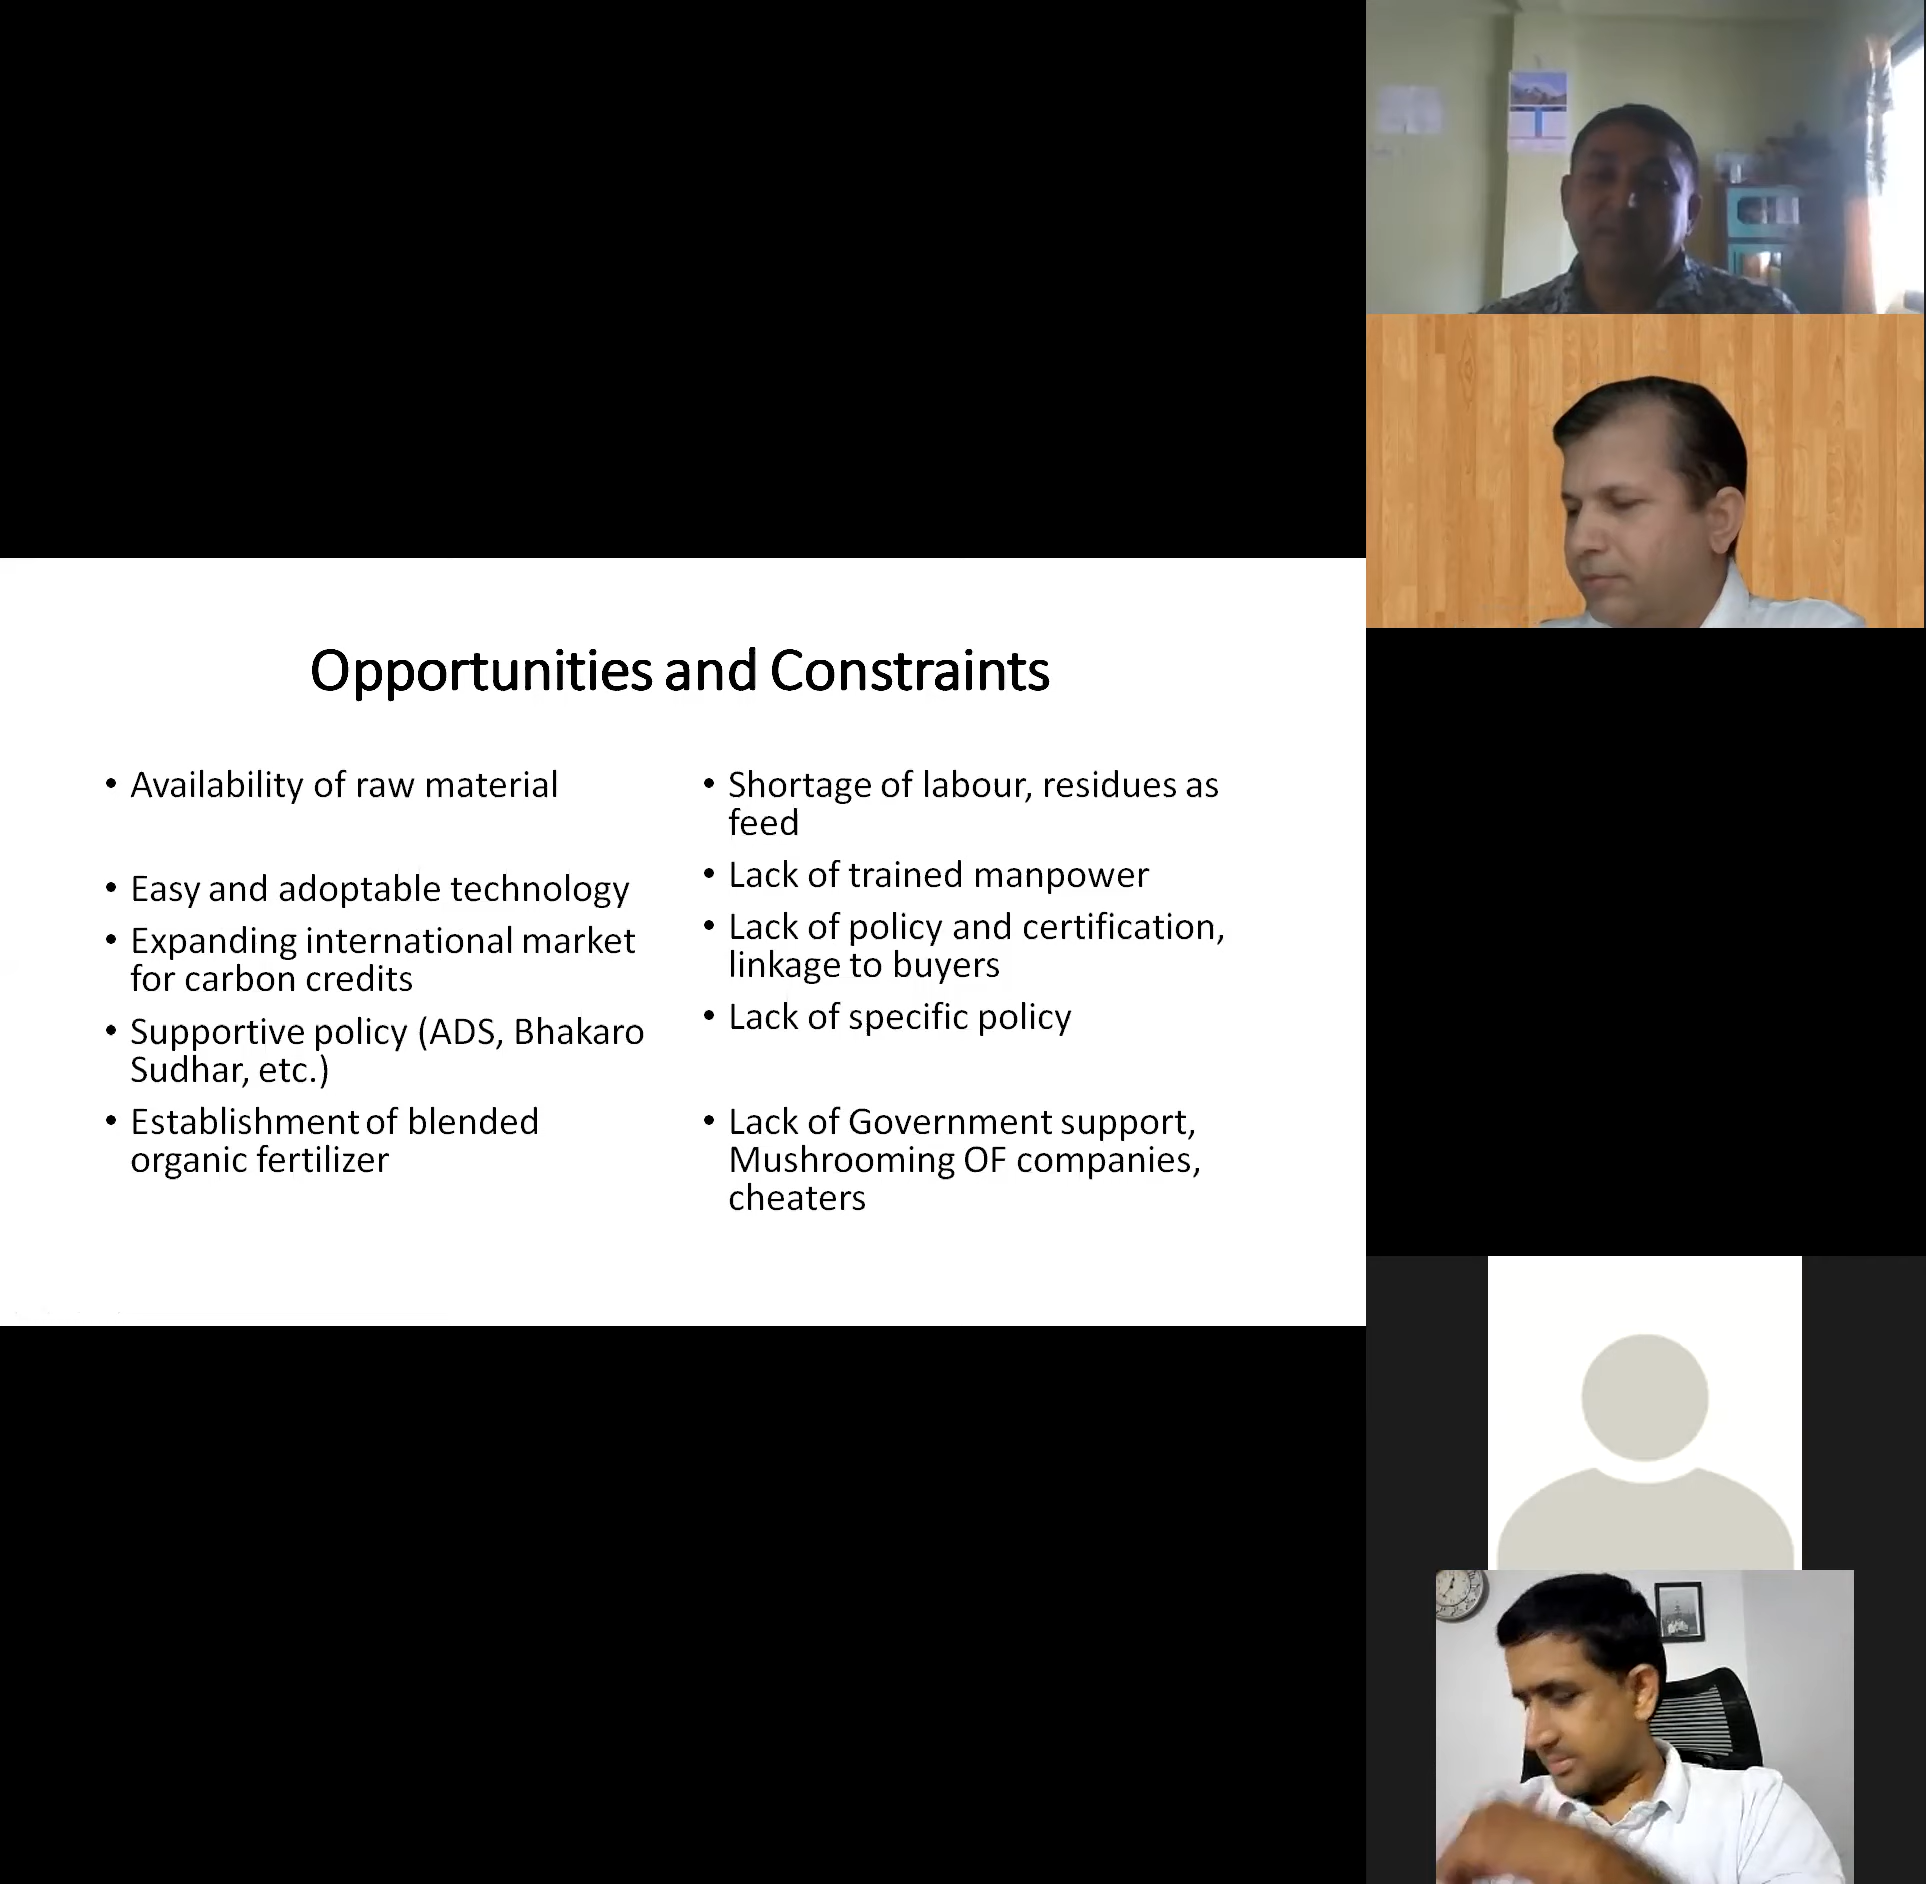 Opportunities and Constraints
• Availability of raw material
• Easy and adoptable technology
• Expanding international market
for carbon credits
• Supportive policy (ADS, Bhakaro
Sudhar, etc.)
• Establishment of blended
organic fertilizer
• Shortage of labour, residues as
feed
• Lack of trained manpower
• Lack of policy and certification,
linkage to buyers
• Lack of specific policy
• Lack of Government support,
Mushrooming OF companies,
cheaters